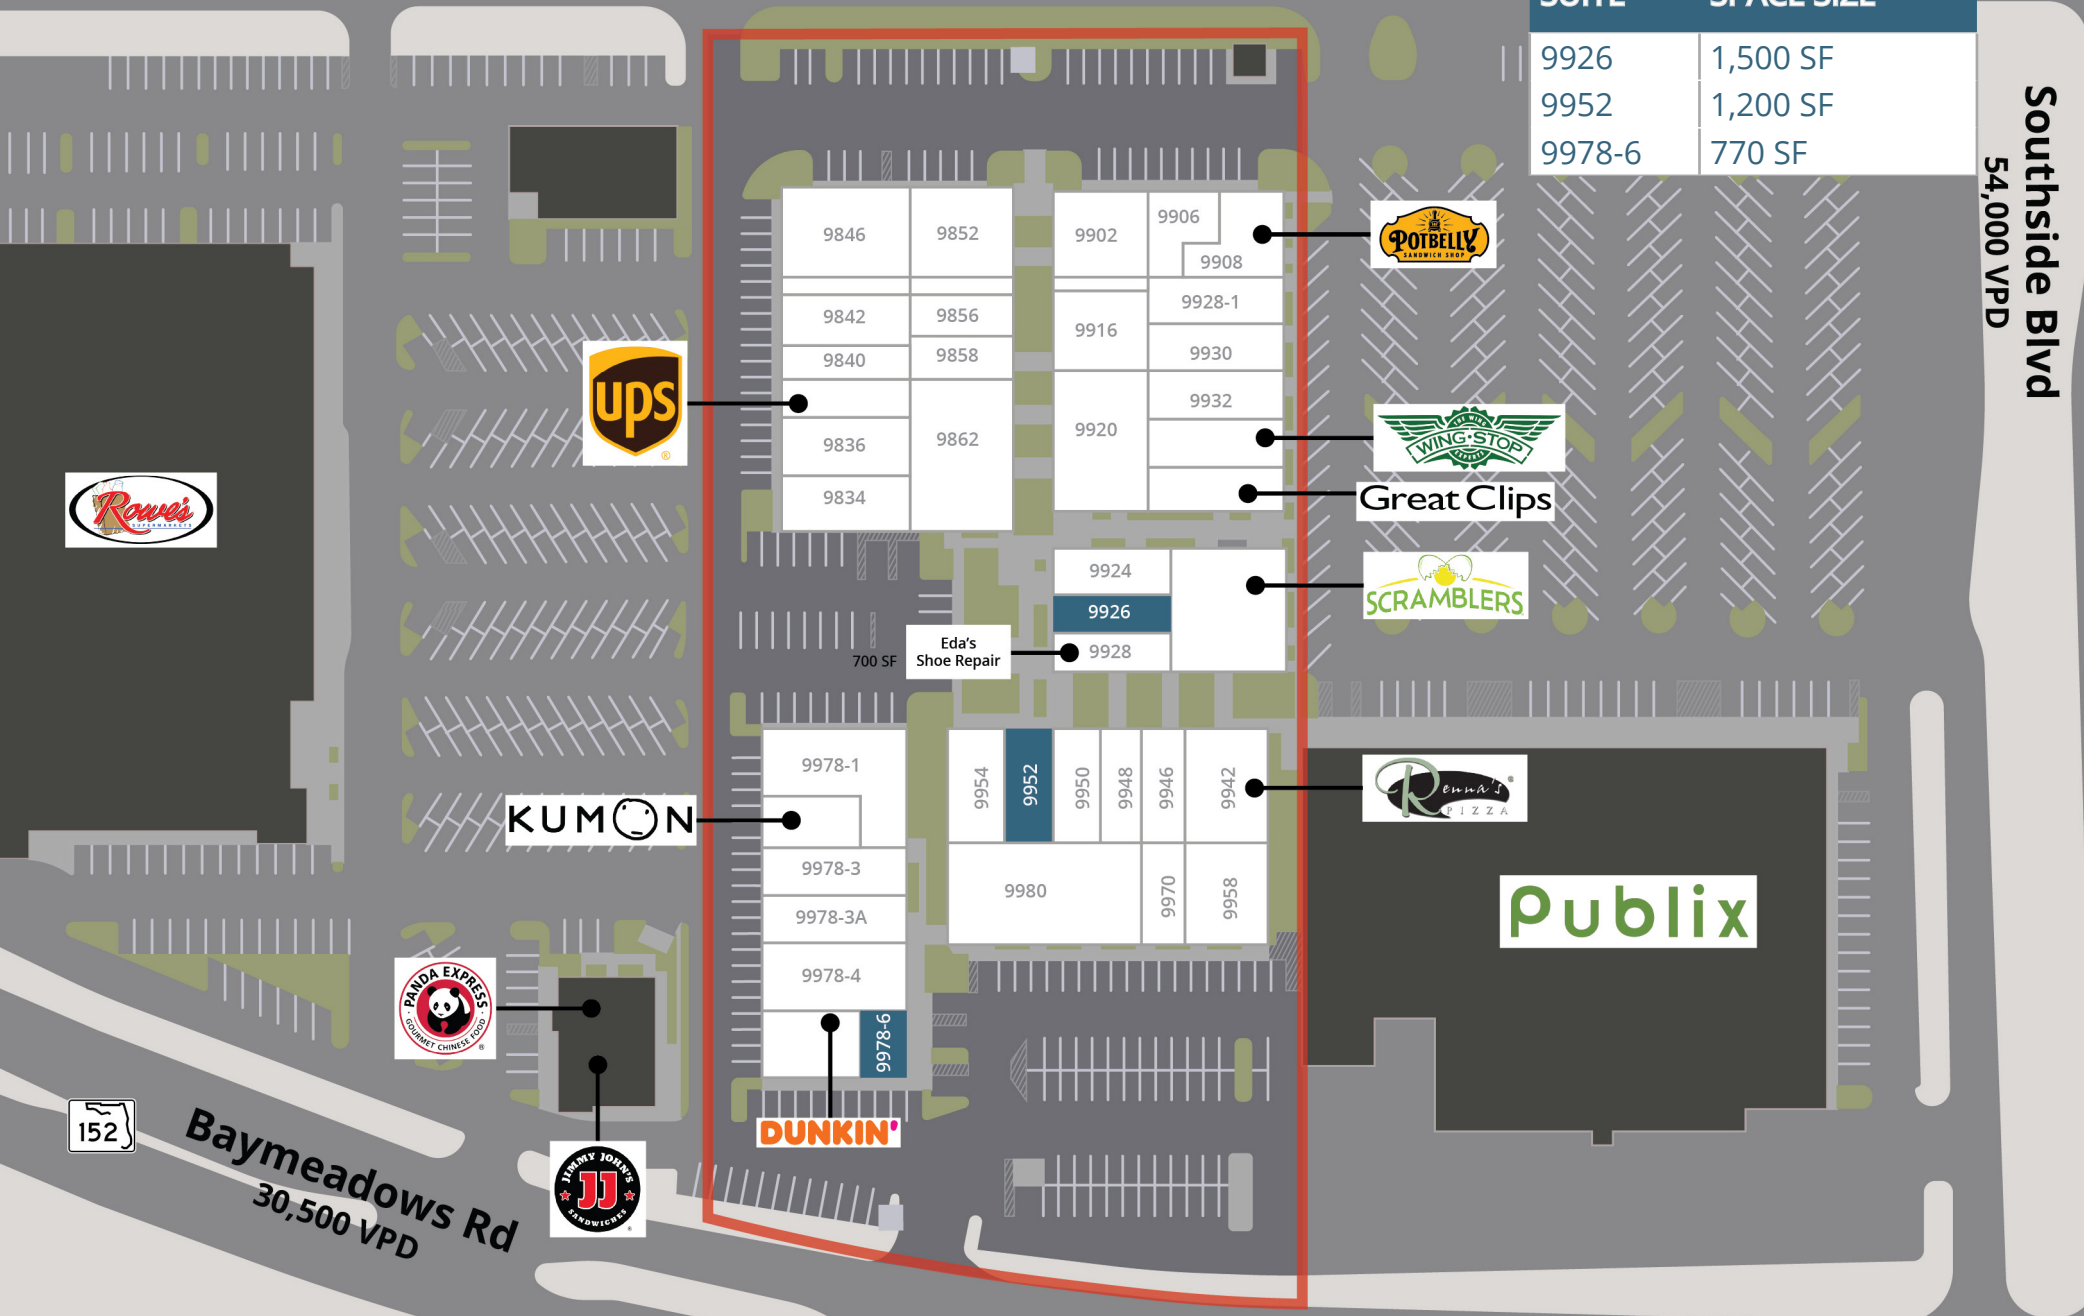 SUITE SPACE SIZE
9926 1,500 SF
9952 1,200 SF
9978-6 770 SF
Southside Blvd
54,000 VPD
9846
9852
9902
9906
9908
POTBELLY
SANDWICH SHOP
9842
9856
9840
9858
9916
9928-1
9930
ups
®
9836
9862
9834
9920
9932
THE WING
WING·STOP
EXPERTS
Great Clips
Rowe's
SUPERMARKETS
9924
9926
9928
SCRAMBLERS
Eda's
Shoe Repair
700 SF
9978-1
KUMON
9978-3
9978-3A
9978-4
9978-6
DUNKIN'
9954
9952
9950
9948
9946
9942
9980
9970
9958
Renna's®
PIZZA
Publix
PANDA EXPRESS
GOURMET CHINESE FOOD
®
JIMMY JOHN'S
JJ
SANDWICHES
®
152
Baymeadows Rd
30,500 VPD